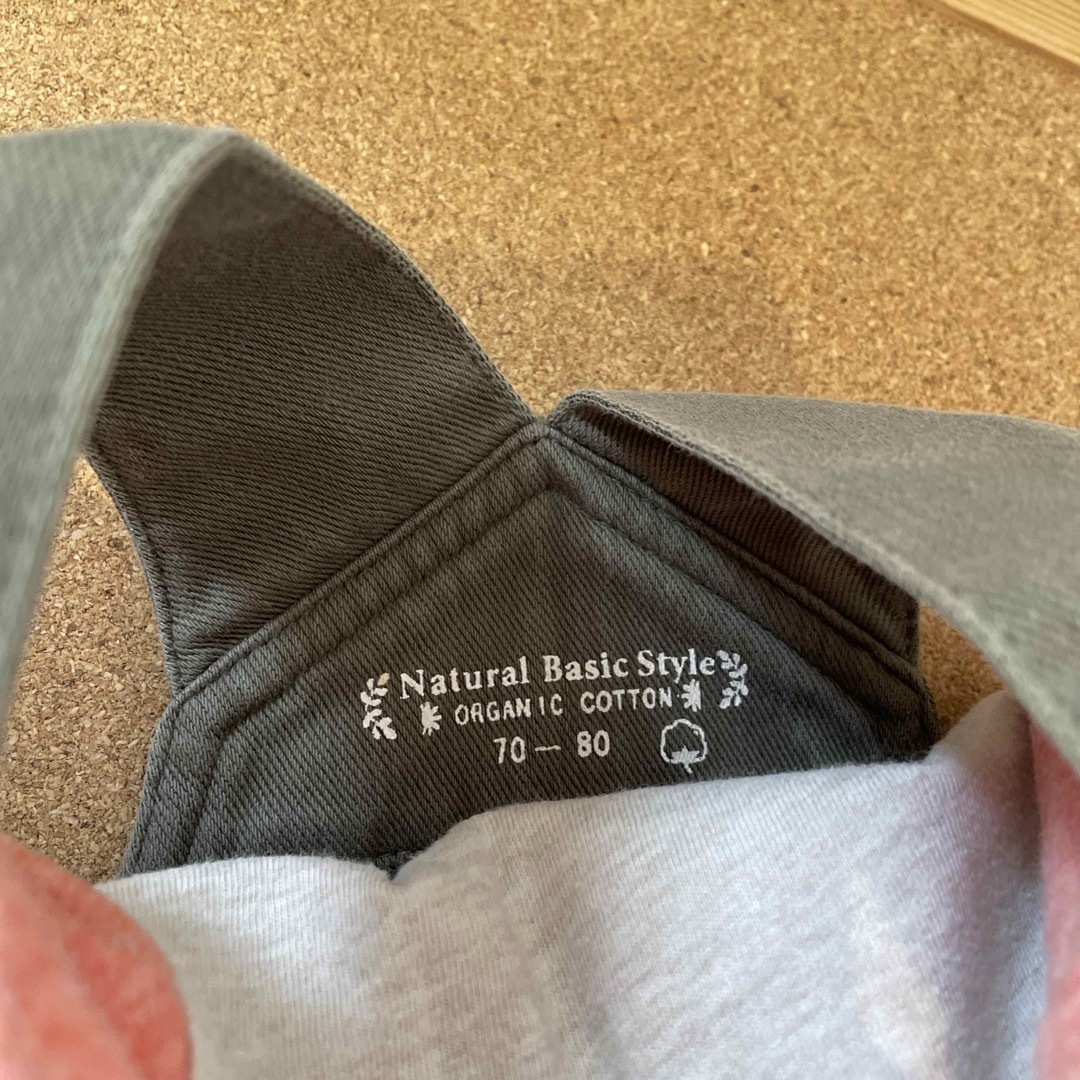 Natural Basic Style
ORGANIC COTTON
70 — 80